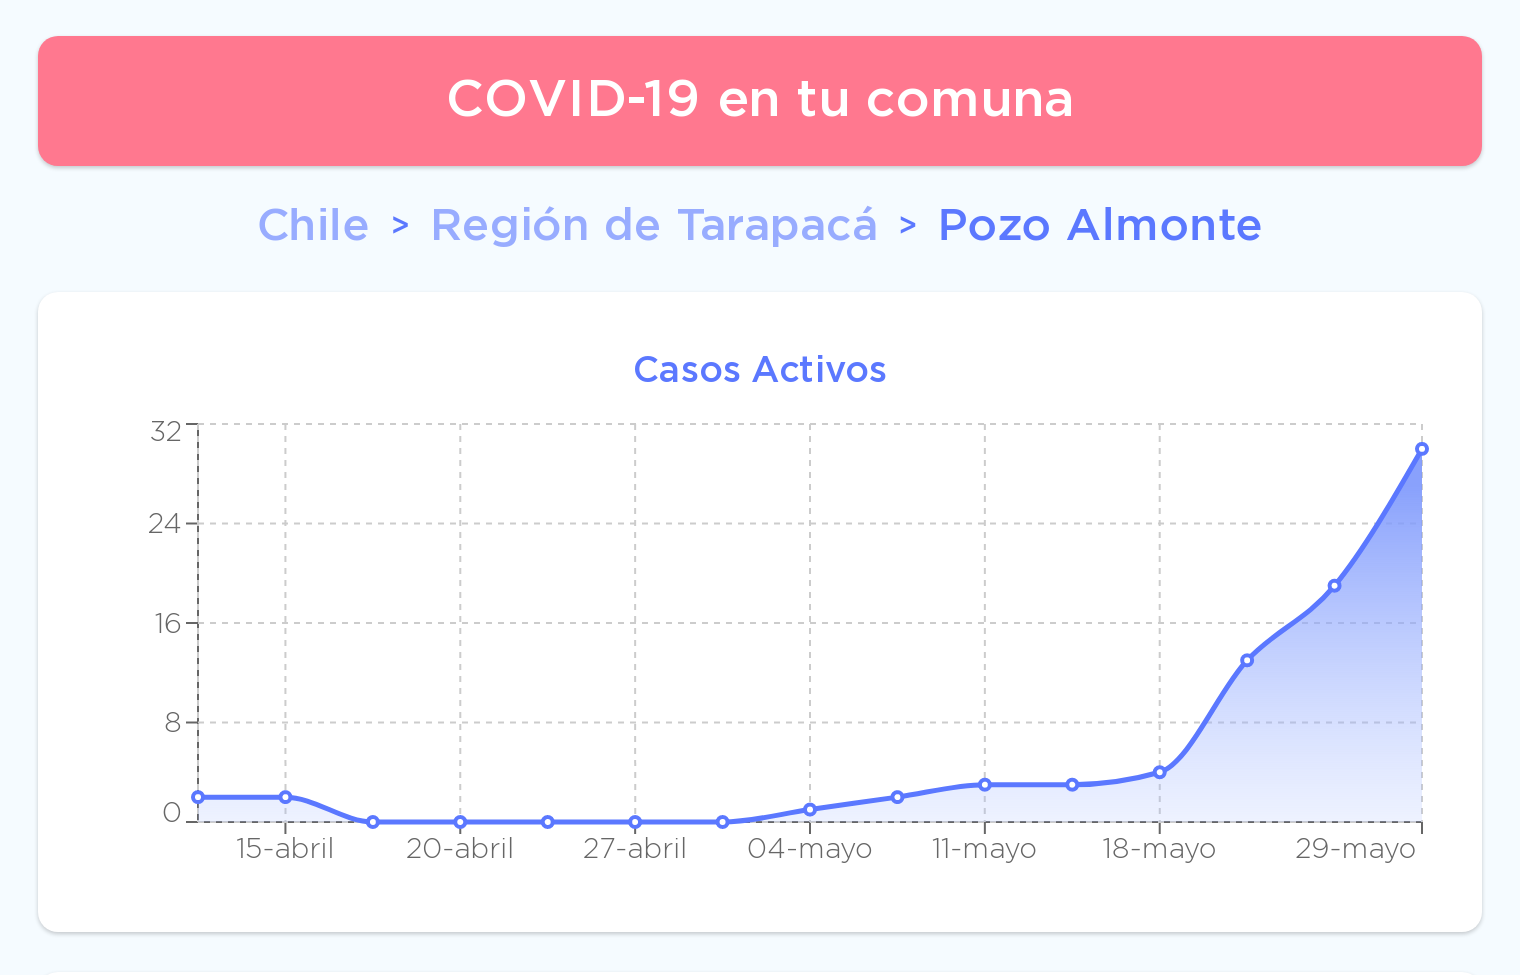 COVID-19 en tu comuna
Chile > Región de Tarapacá > Pozo Almonte
Casos Activos
32
24
16
8
0
15-abril 20-abril 27-abril 04-mayo 11-mayo 18-mayo 29-mayo